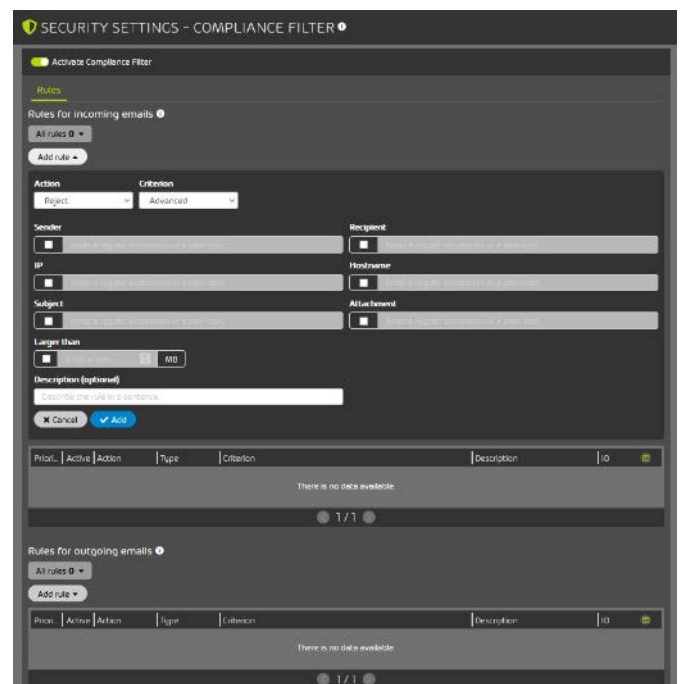 SECURITY SETTINGS - COMPLIANCE FILTER
Activate Compliance Filter
Rules
Rules for incoming emails
All rules 0
Add rule
Action Criterion
Reject Advanced
Sender Recipient
IP Hostname
Subject Attachment
Larger than
MB
Description (optional)
Describe the rule in a sentence
Cancel Add
Priori... Active Action Type Criterion Description ID
There is no data available.
1 / 1
Rules for outgoing emails
All rules 0
Add rule
Priori... Active Action Type Criterion Description ID
There is no data available.
1 / 1